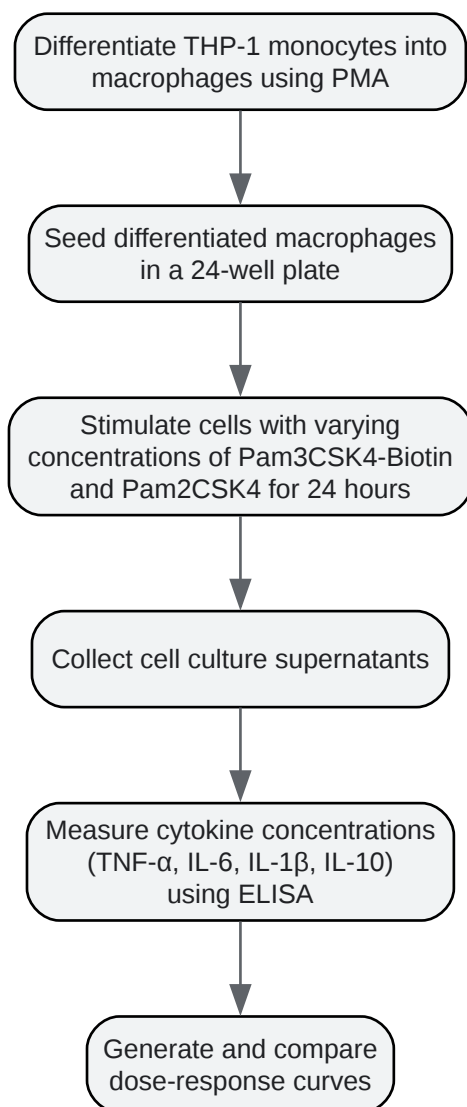 Differentiate THP-1 monocytes into
macrophages using PMA
Seed differentiated macrophages
in a 24-well plate
Stimulate cells with varying
concentrations of Pam3CSK4-Biotin
and Pam2CSK4 for 24 hours
Collect cell culture supernatants
Measure cytokine concentrations
(TNF-α, IL-6, IL-1β, IL-10)
using ELISA
Generate and compare
dose-response curves